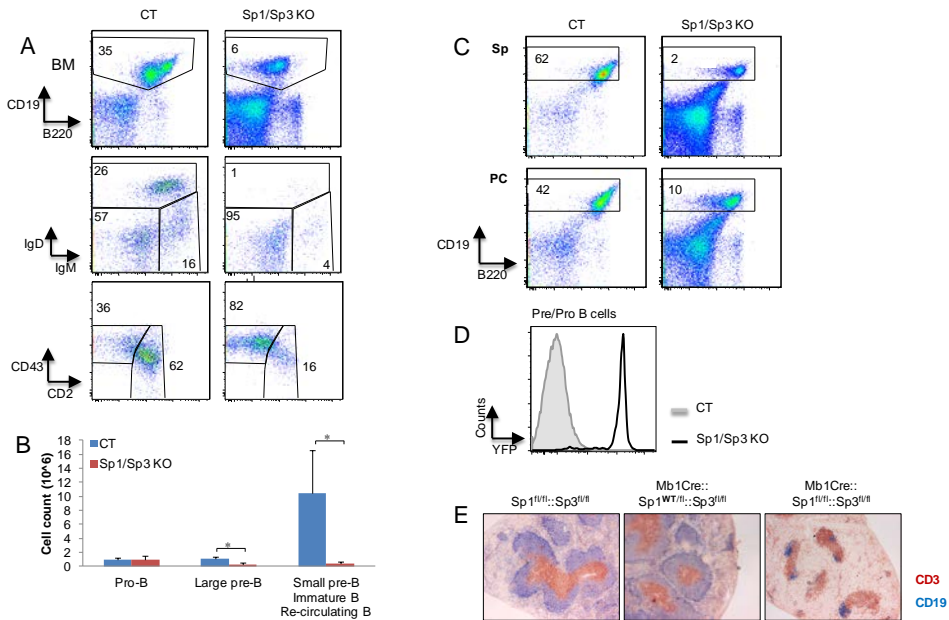 A
CT
Sp1/Sp3 KO
BM
35
6
CD19
B220
26
57
16
1
95
4
IgD
IgM
36
62
82
16
CD43
CD2
B
Cell count (10^6)
18
16
14
12
10
8
6
4
2
0
CT
Sp1/Sp3 KO
*
*
Pro-B
Large pre-B
Small pre-B
Immature B
Re-circulating B
C
CT
Sp1/Sp3 KO
Sp
62
2
PC
42
10
CD19
B220
D
Pre/Pro B cells
Counts
YFP
CT
Sp1/Sp3 KO
E
Sp1fl/fl::Sp3fl/fl
Mb1Cre::
Sp1WT/fl::Sp3fl/fl
Mb1Cre::
Sp1fl/fl::Sp3fl/fl
CD3
CD19